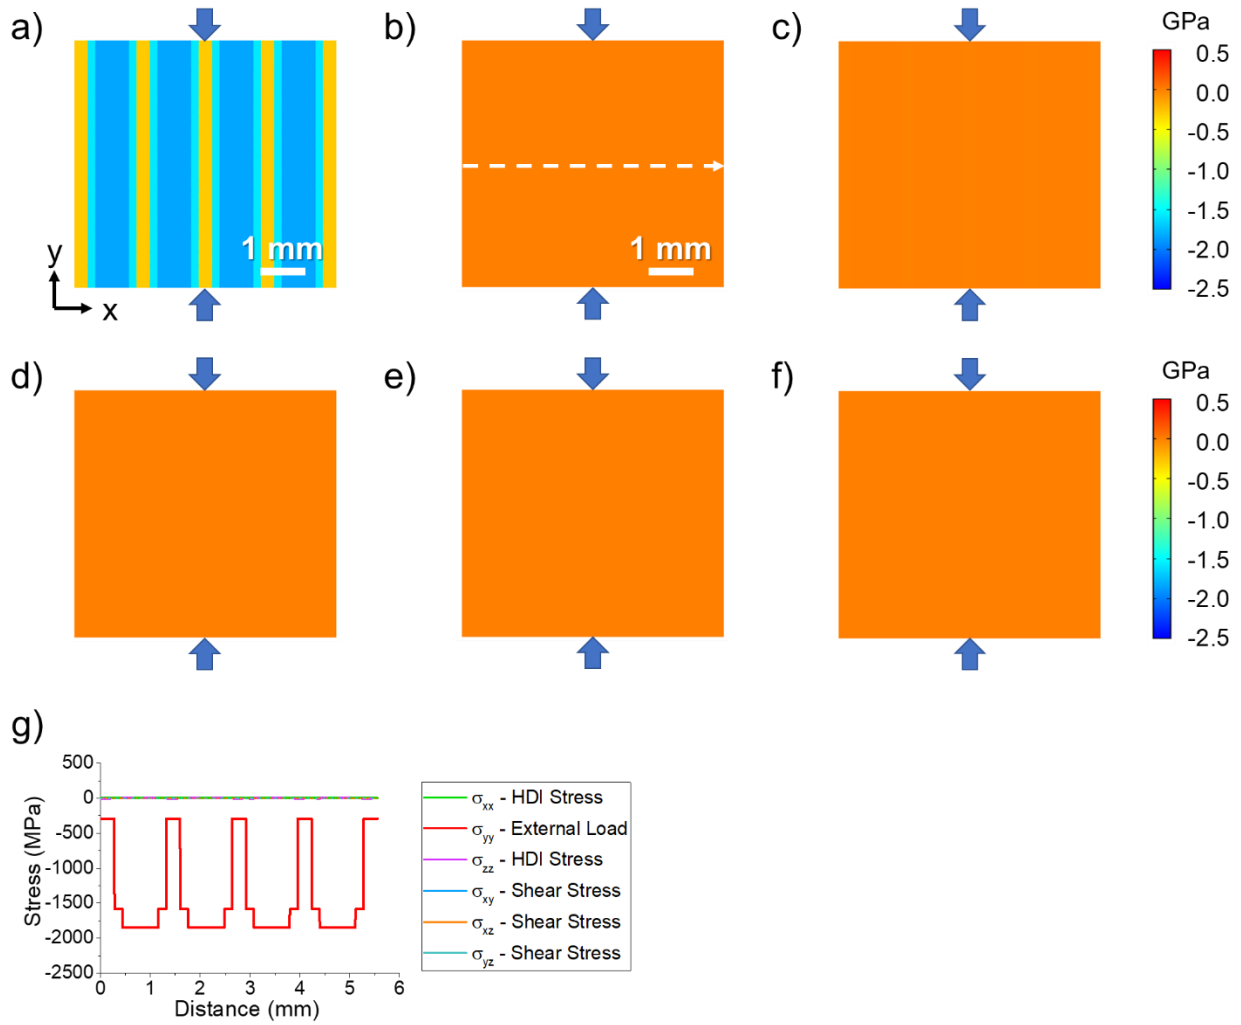 a)
b)
c)
GPa
0.5
0.0
-0.5
-1.0
-1.5
-2.0
-2.5
1 mm
1 mm
y
x
d)
e)
f)
GPa
0.5
0.0
-0.5
-1.0
-1.5
-2.0
-2.5
g)
500
0
-500
-1000
-1500
-2000
-2500
Stress (MPa)
0 1 2 3 4 5 6
Distance (mm)
σxx - HDI Stress
σyy - External Load
σzz - HDI Stress
σxy - Shear Stress
σxz - Shear Stress
σyz - Shear Stress